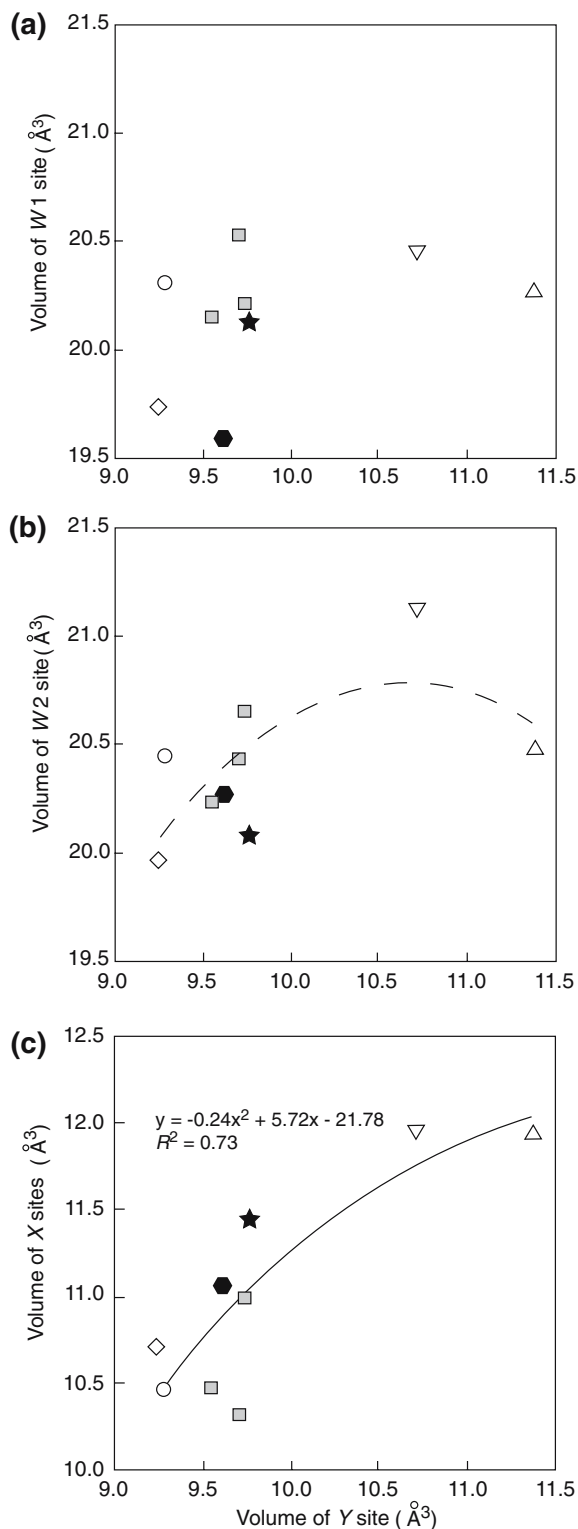 (a)
21.5
21.0
20.5
20.0
19.5
Volume of W1 site (Å³)
9.0 9.5 10.0 10.5 11.0 11.5
(b)
21.5
21.0
20.5
20.0
19.5
Volume of W2 site (Å³)
9.0 9.5 10.0 10.5 11.0 11.5
(c)
12.5
12.0
11.5
11.0
10.5
10.0
Volume of X sites (Å³)
y = -0.24x² + 5.72x - 21.78
R² = 0.73
9.0 9.5 10.0 10.5 11.0 11.5
Volume of Y site (Å³)